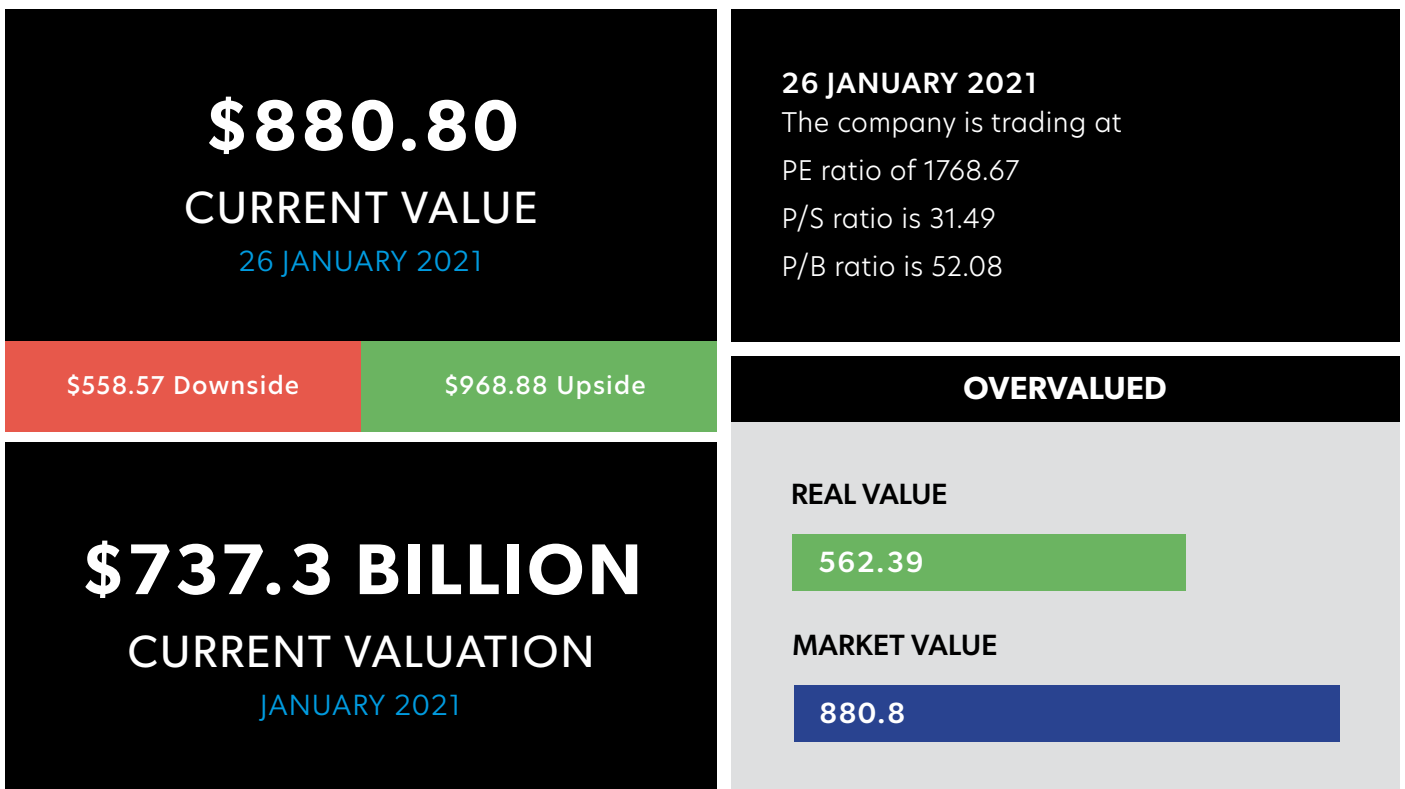 $880.80
CURRENT VALUE
26 JANUARY 2021
$558.57 Downside
$968.88 Upside
$737.3 BILLION
CURRENT VALUATION
JANUARY 2021
26 JANUARY 2021
The company is trading at
PE ratio of 1768.67
P/S ratio is 31.49
P/B ratio is 52.08
OVERVALUED
REAL VALUE
562.39
MARKET VALUE
880.8